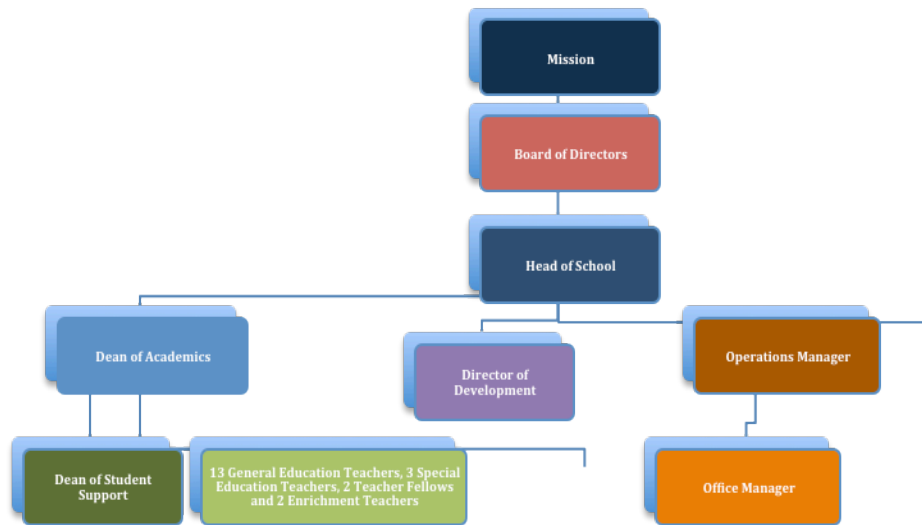 Mission
Board of Directors
Head of School
Dean of Academics
Director of
Development
Operations Manager
Dean of Student
Support
13 General Education Teachers, 3 Special
Education Teachers, 2 Teacher Fellows
and 2 Enrichment Teachers
Office Manager